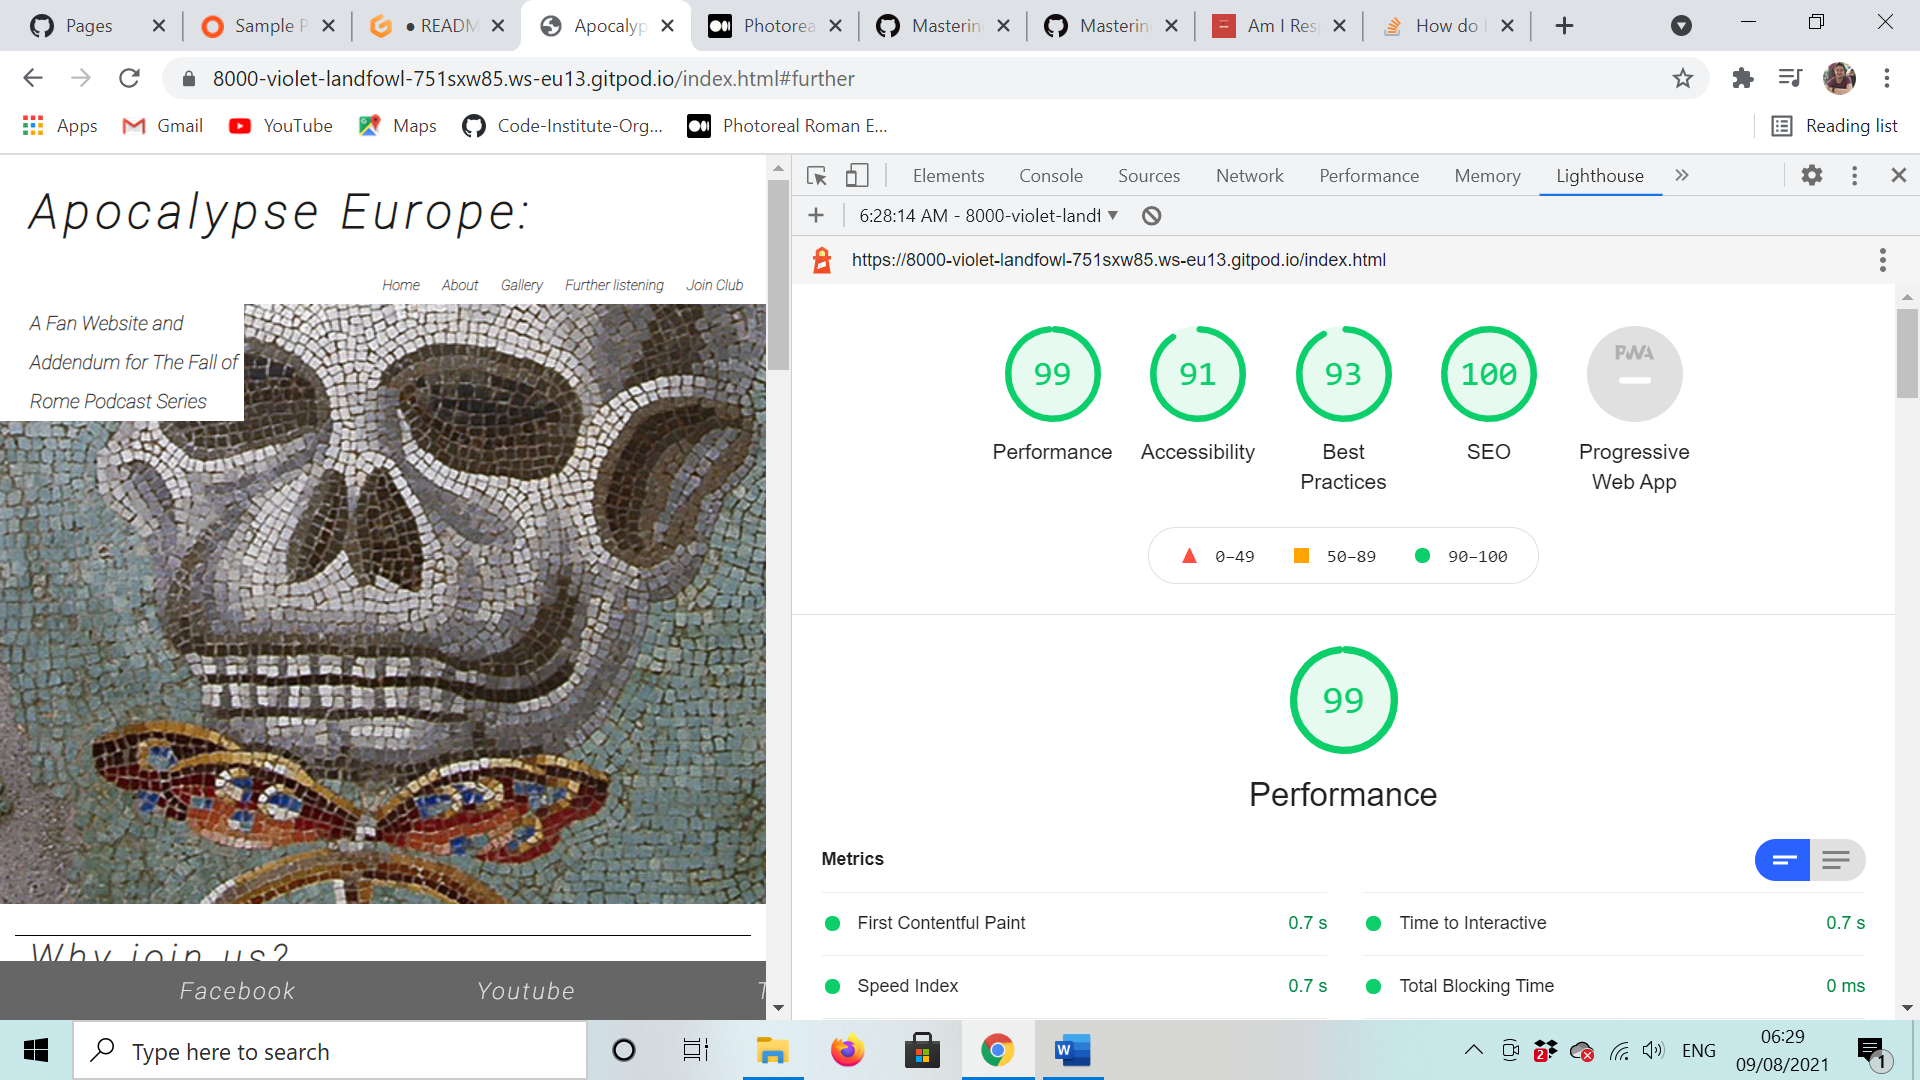 Pages
Sample P
● READM
Apocalyp
Photorea
Mastering
Mastering
Am I Res
How do I
8000-violet-landfowl-751sxw85.ws-eu13.gitpod.io/index.html#further
Apps
Gmail
YouTube
Maps
Code-Institute-Org...
Photoreal Roman E...
Reading list
Apocalypse Europe:
Home
About
Gallery
Further listening
Join Club
A Fan Website and
Addendum for The Fall of
Rome Podcast Series
Why join us?
Facebook
Youtube
T
Elements
Console
Sources
Network
Performance
Memory
Lighthouse
6:28:14 AM - 8000-violet-landf
https://8000-violet-landfowl-751sxw85.ws-eu13.gitpod.io/index.html
99
91
93
100
PWA
Performance
Accessibility
Best
Practices
SEO
Progressive
Web App
0–49
50–89
90–100
99
Performance
Metrics
First Contentful Paint
0.7 s
Time to Interactive
0.7 s
Speed Index
0.7 s
Total Blocking Time
0 ms
Type here to search
W
2
ENG
06:29
09/08/2021
1